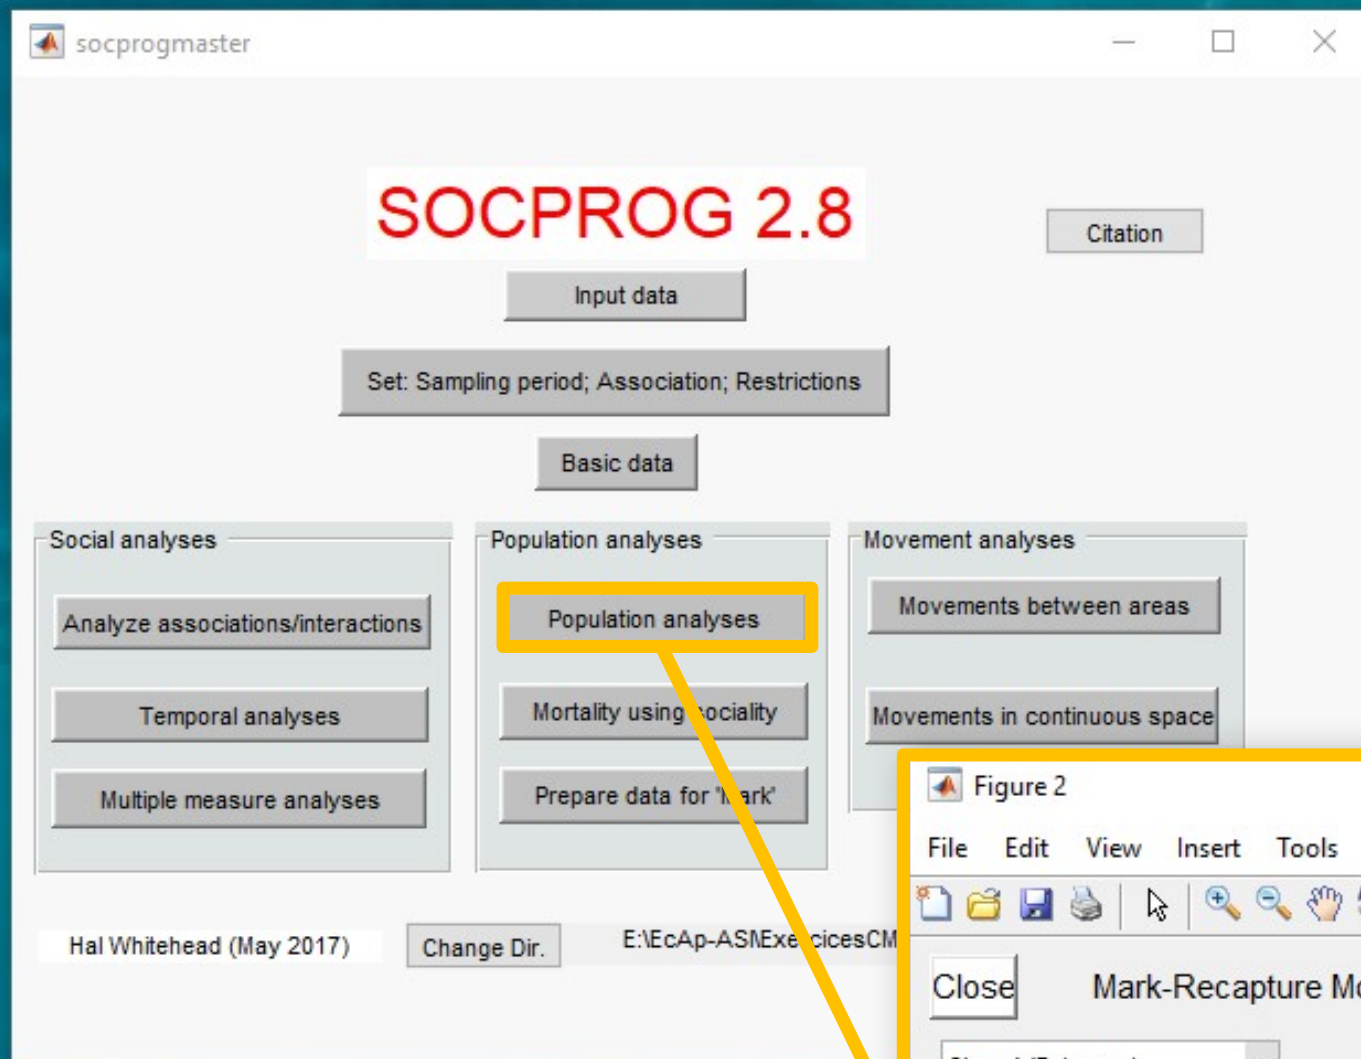 socprogmaster
SOCPROG 2.8
Citation
Input data
Set: Sampling period; Association; Restrictions
Basic data
Social analyses
Analyze associations/interactions
Temporal analyses
Multiple measure analyses
Population analyses
Population analyses
Mortality using sociality
Prepare data for 'Mark'
Movement analyses
Movements between areas
Movements in continuous space
Hal Whitehead (May 2017)
Change Dir.
Figure 2
File Edit View Insert Tools
Close
Mark-Recapture